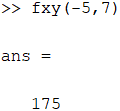 >> fxy(-5,7)
ans =
175